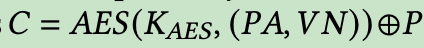 C = AES(K_AES, (PA, VN))⊕P